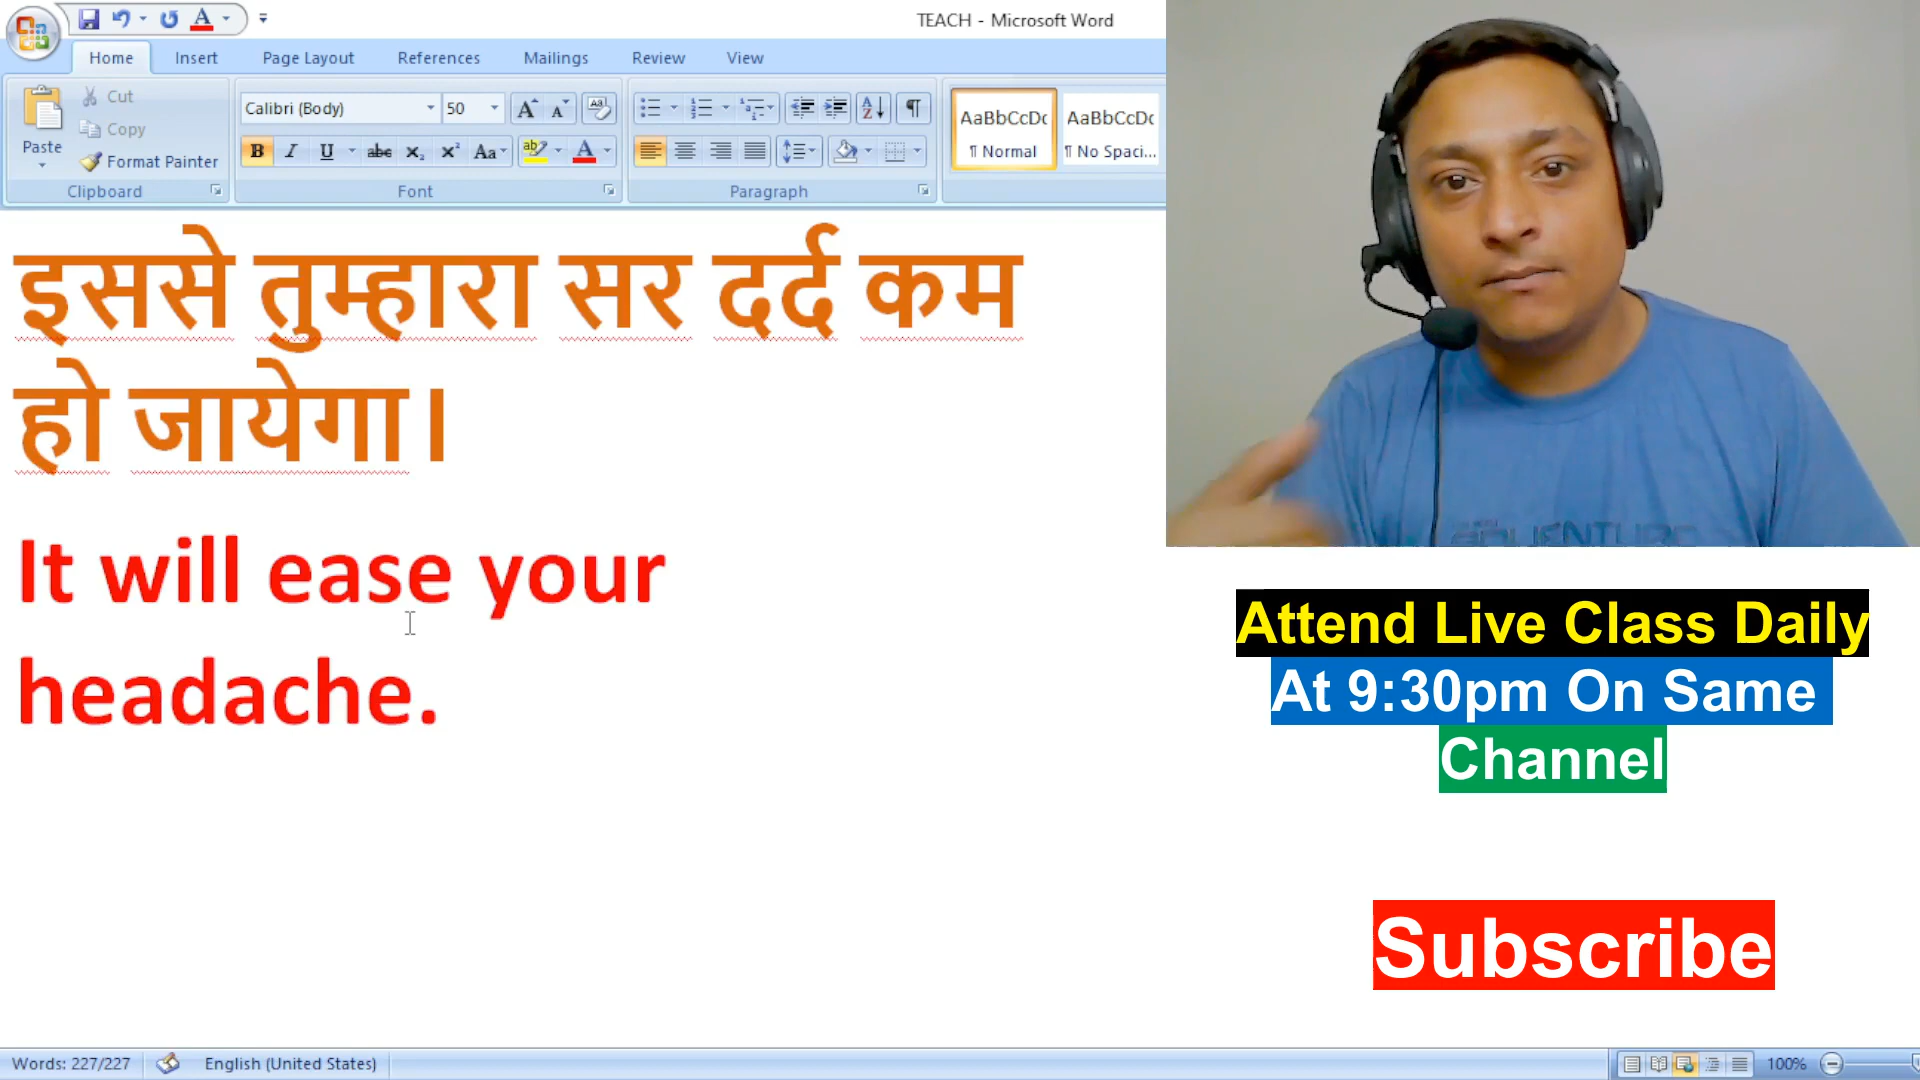 TEACH - Microsoft Word
Home Insert Page Layout References Mailings Review View
Cut
Copy
Paste
Format Painter
Clipboard
Calibri (Body) 50
Font
Paragraph
AaBbCcDc AaBbCcDc
¶ Normal ¶ No Spaci...
इससे तुम्हारा सर दर्द कम
हो जायेगा।
It will ease your
headache.
Attend Live Class Daily
At 9:30pm On Same
Channel
Subscribe
Words: 227/227 English (United States) 100%